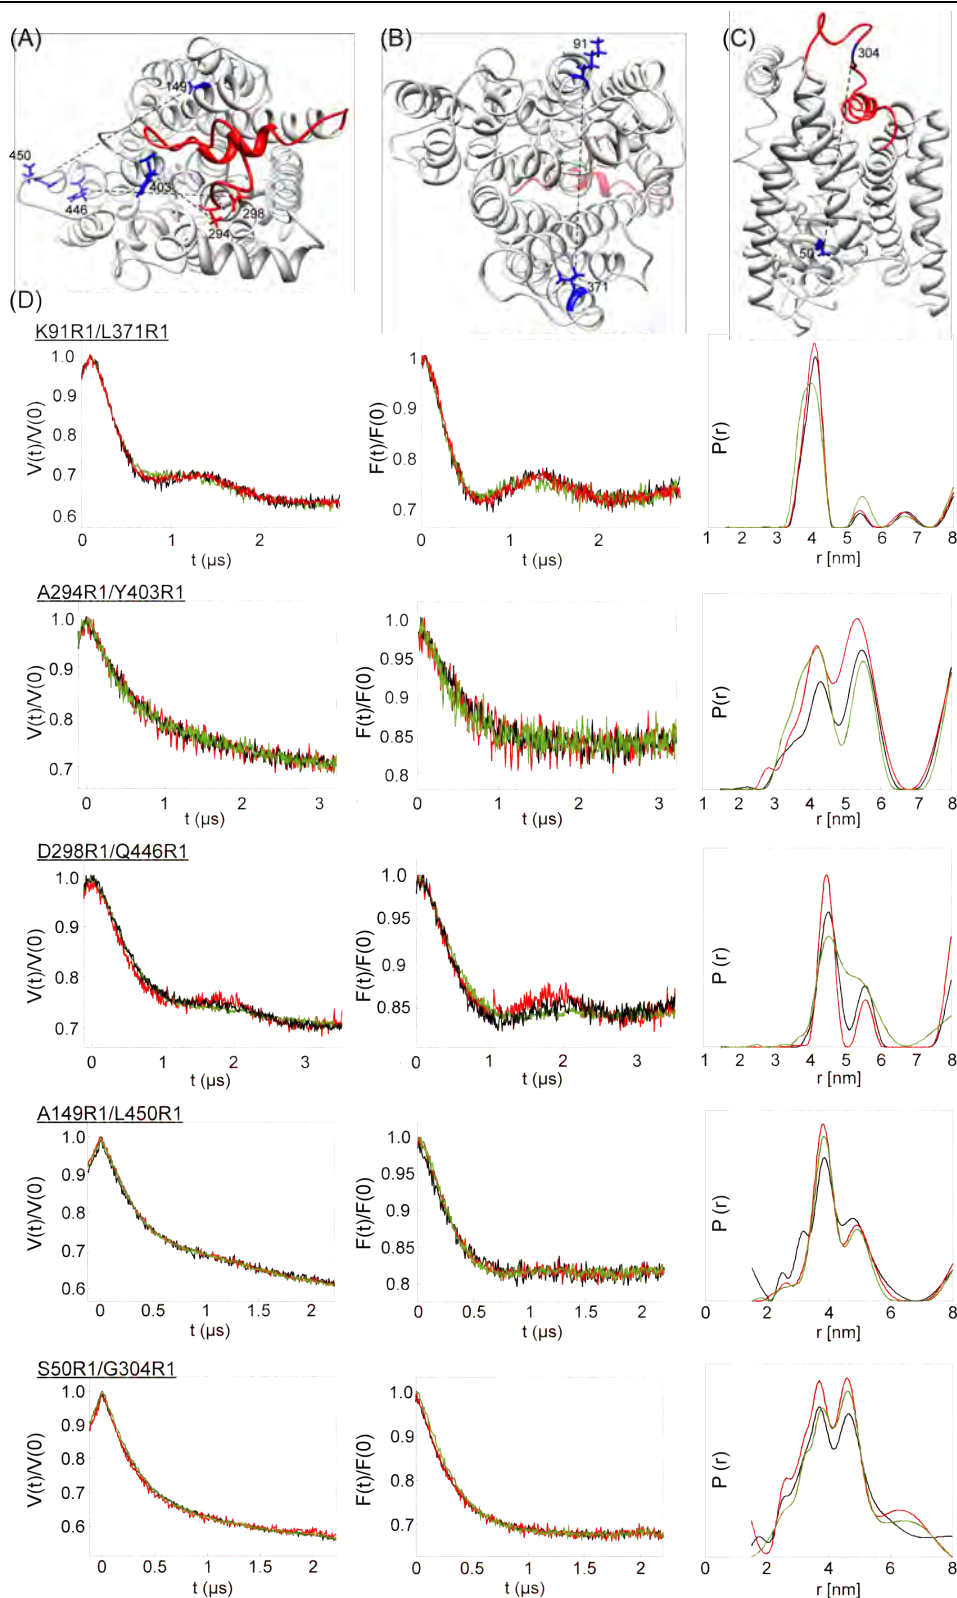 (A)
(B)
(C)
149
450
446
403
298
294
91
371
304
50
(D)
K91R1/L371R1
1.0
0.9
0.8
0.7
0.6
V(t)/V(0)
0
1
2
t (µs)
1
0.9
0.8
0.7
F(t)/F(0)
0
1
2
t (µs)
P(r)
1 2 3 4 5 6 7 8
r [nm]
A294R1/Y403R1
1.0
0.9
0.8
0.7
V(t)/V(0)
0
1
2
3
t (µs)
1.0
0.95
0.9
0.85
0.8
F(t)/F(0)
0
1
2
3
t (µs)
P(r)
1 2 3 4 5 6 7 8
r [nm]
D298R1/Q446R1
1.0
0.9
0.8
0.7
V(t)/V(0)
0
1
2
3
t (µs)
1.0
0.95
0.9
0.85
F(t)/F(0)
0
1
2
3
t (µs)
P (r)
1 2 3 4 5 6 7 8
r [nm]
A149R1/L450R1
1.0
0.9
0.8
0.7
0.6
V(t)/V(0)
0
0.5
1
1.5
2
t (µs)
1.0
0.95
0.9
0.85
0.8
F(t)/F(0)
0
0.5
1
1.5
2
t (µs)
P (r)
0 2 4 6 8
r [nm]
S50R1/G304R1
1.0
0.9
0.8
0.7
0.6
V(t)/V(0)
0
1
2
t (µs)
1.0
0.9
0.8
0.7
F(t)/F(0)
0
0.5
1
1.5
2
t (µs)
P (r)
0 2 4 6 8
r [nm]